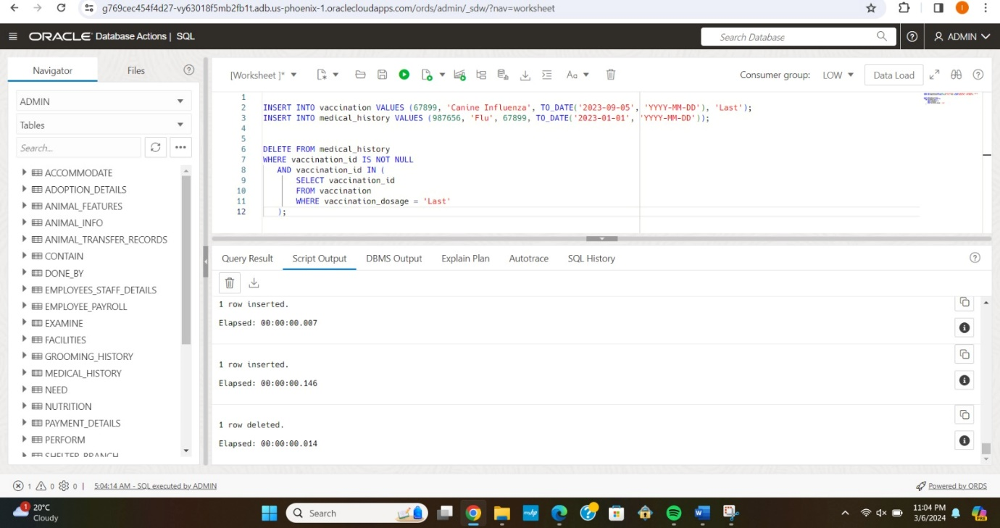 g769cec454f4d27-vy63018f5mb2fb1t.adb.us-phoenix-1.oraclecloudapps.com/ords/admin/_sdw/?nav=worksheet
ORACLE Database Actions | SQL
Search Database
ADMIN
Navigator
Files
[Worksheet ]*
Aa
Consumer group: LOW
Data Load
ADMIN
Tables
Search...
ACCOMMODATE
ADOPTION_DETAILS
ANIMAL_FEATURES
ANIMAL_INFO
ANIMAL_TRANSFER_RECORDS
CONTAIN
DONE_BY
EMPLOYEES_STAFF_DETAILS
EMPLOYEE_PAYROLL
EXAMINE
FACILITIES
GROOMING_HISTORY
MEDICAL_HISTORY
NEED
NUTRITION
PAYMENT_DETAILS
PERFORM
SHELTER_BRANCH
1
2 INSERT INTO vaccination VALUES (67899, 'Canine Influenza', TO_DATE('2023-09-05', 'YYYY-MM-DD'), 'Last');
3 INSERT INTO medical_history VALUES (987656, 'Flu', 67899, TO_DATE('2023-01-01', 'YYYY-MM-DD'));
4
5
6 DELETE FROM medical_history
7 WHERE vaccination_id IS NOT NULL
8 AND vaccination_id IN (
9 SELECT vaccination_id
10 FROM vaccination
11 WHERE vaccination_dosage = 'Last'
12 );
Query Result
Script Output
DBMS Output
Explain Plan
Autotrace
SQL History
1 row inserted.
Elapsed: 00:00:00.007
1 row inserted.
Elapsed: 00:00:00.146
1 row deleted.
Elapsed: 00:00:00.014
1 0 0 | 5:04:14 AM - SQL executed by ADMIN
Powered by ORDS
1
20°C
Cloudy
Search
11:04 PM
3/6/2024